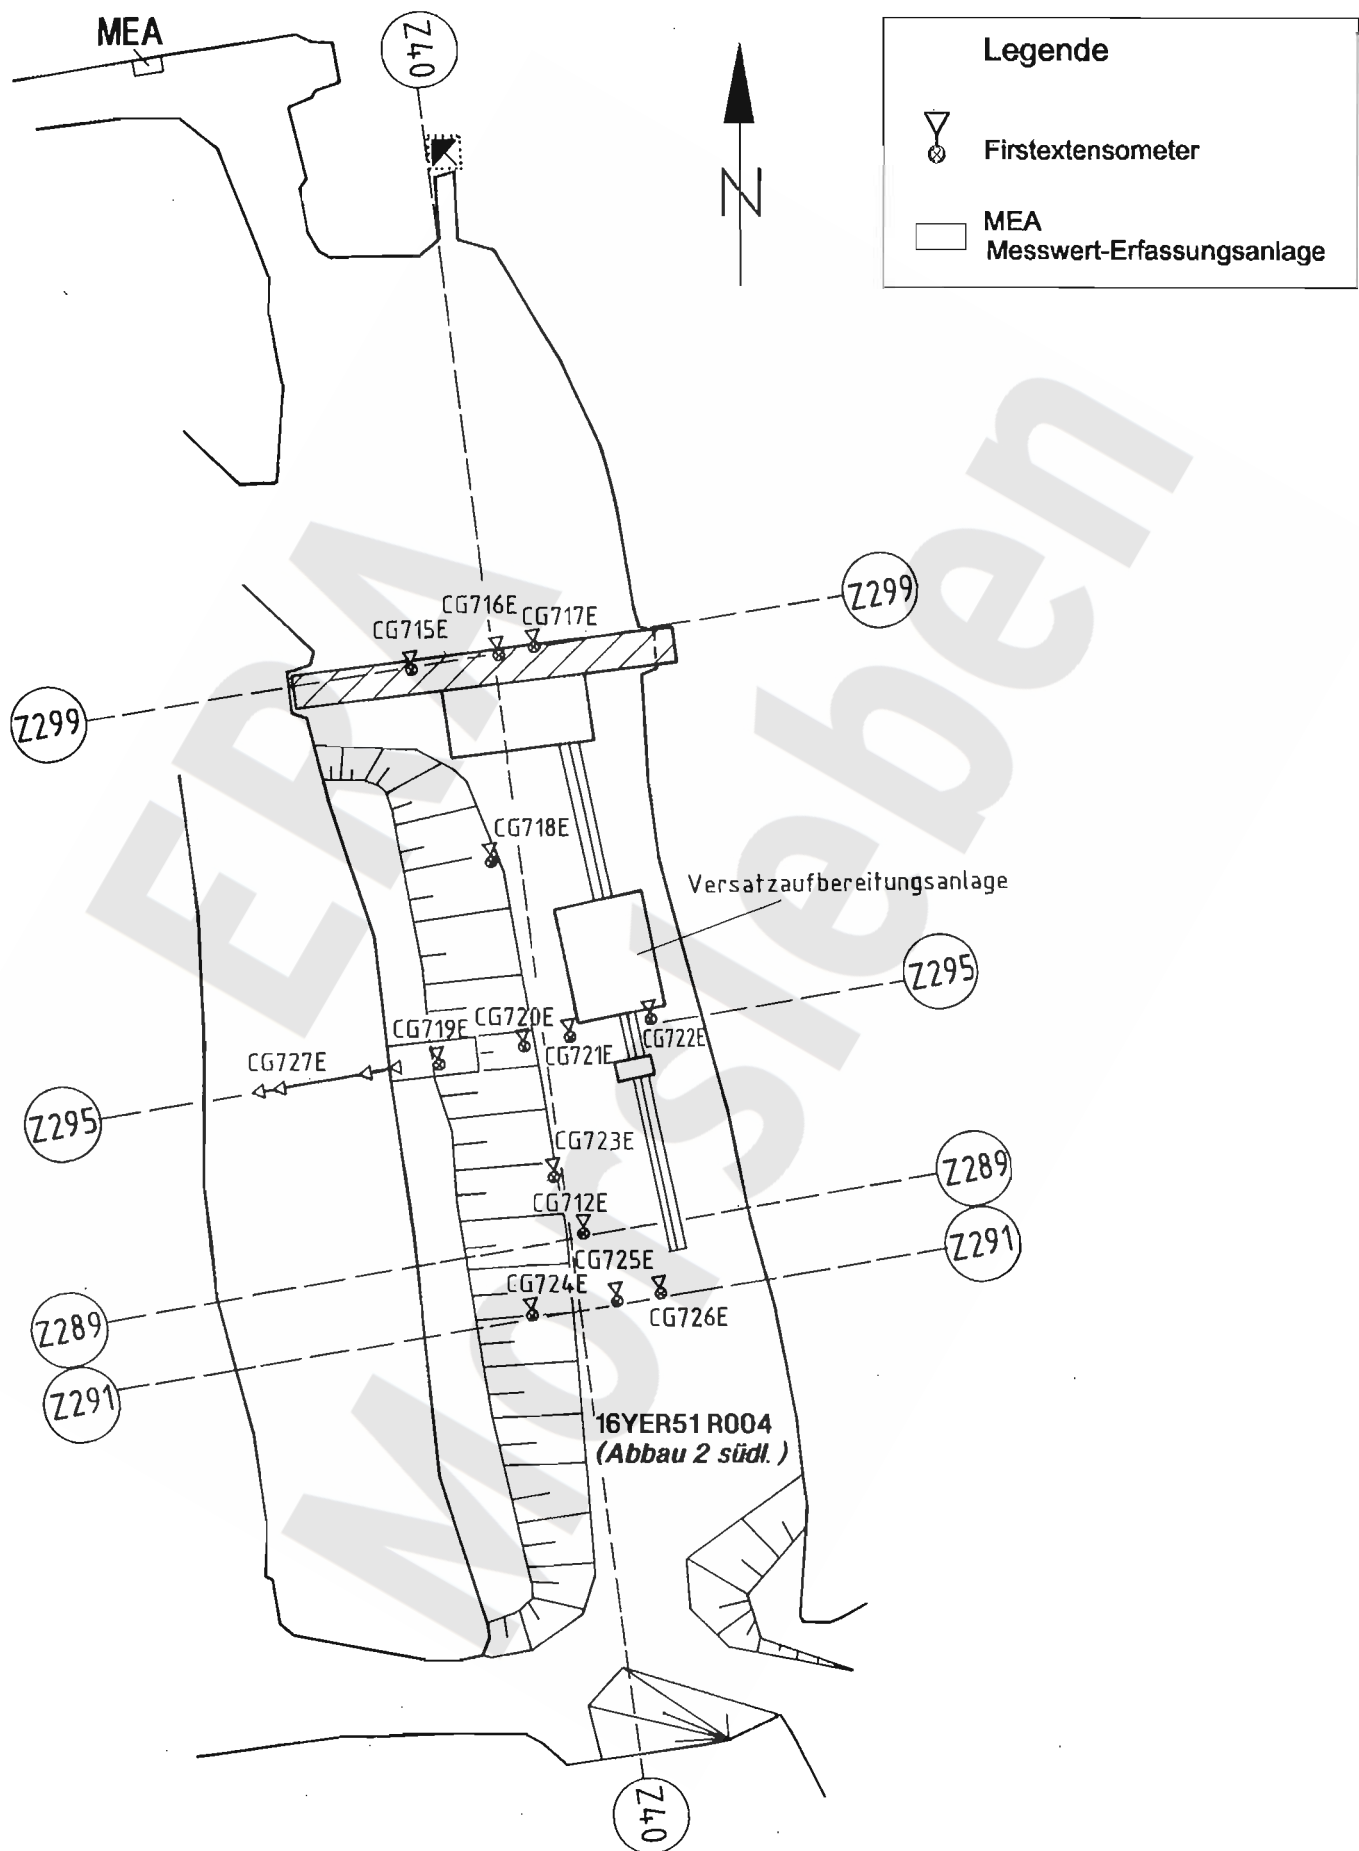 MEA
Z40
Legende
Firstextensometer
MEA
Messwert-Erfassungsanlage
N
Z299
CG716E
CG717E
CG715E
Z299
CG718E
Versatzaufbereitungsanlage
Z295
CG720E
CG719E
CG721E
CG722E
CG727E
Z295
CG723E
Z289
CG712E
Z291
CG725E
CG724E
CG726E
Z289
Z291
16YER51 R004
(Abbau 2 südl.)
Z40
ERA
Morsleben